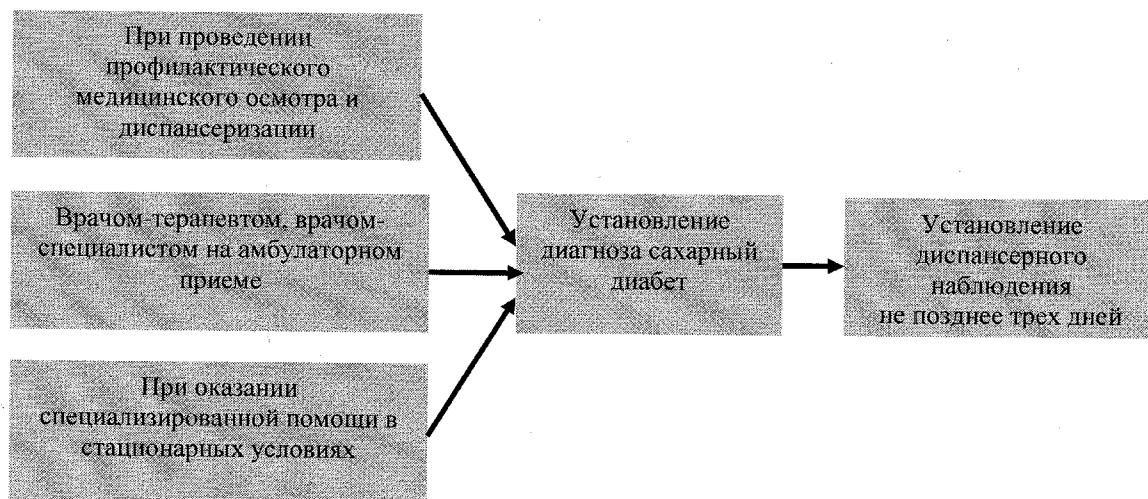 При проведении
профилактического
медицинского осмотра и
диспансеризации
Врачом-терапевтом, врачом-
специалистом на амбулаторном
приеме
При оказании
специализированной помощи в
стационарных условиях
Установление
диагноза сахарный
диабет
Установление
диспансерного
наблюдения
не позднее трех дней